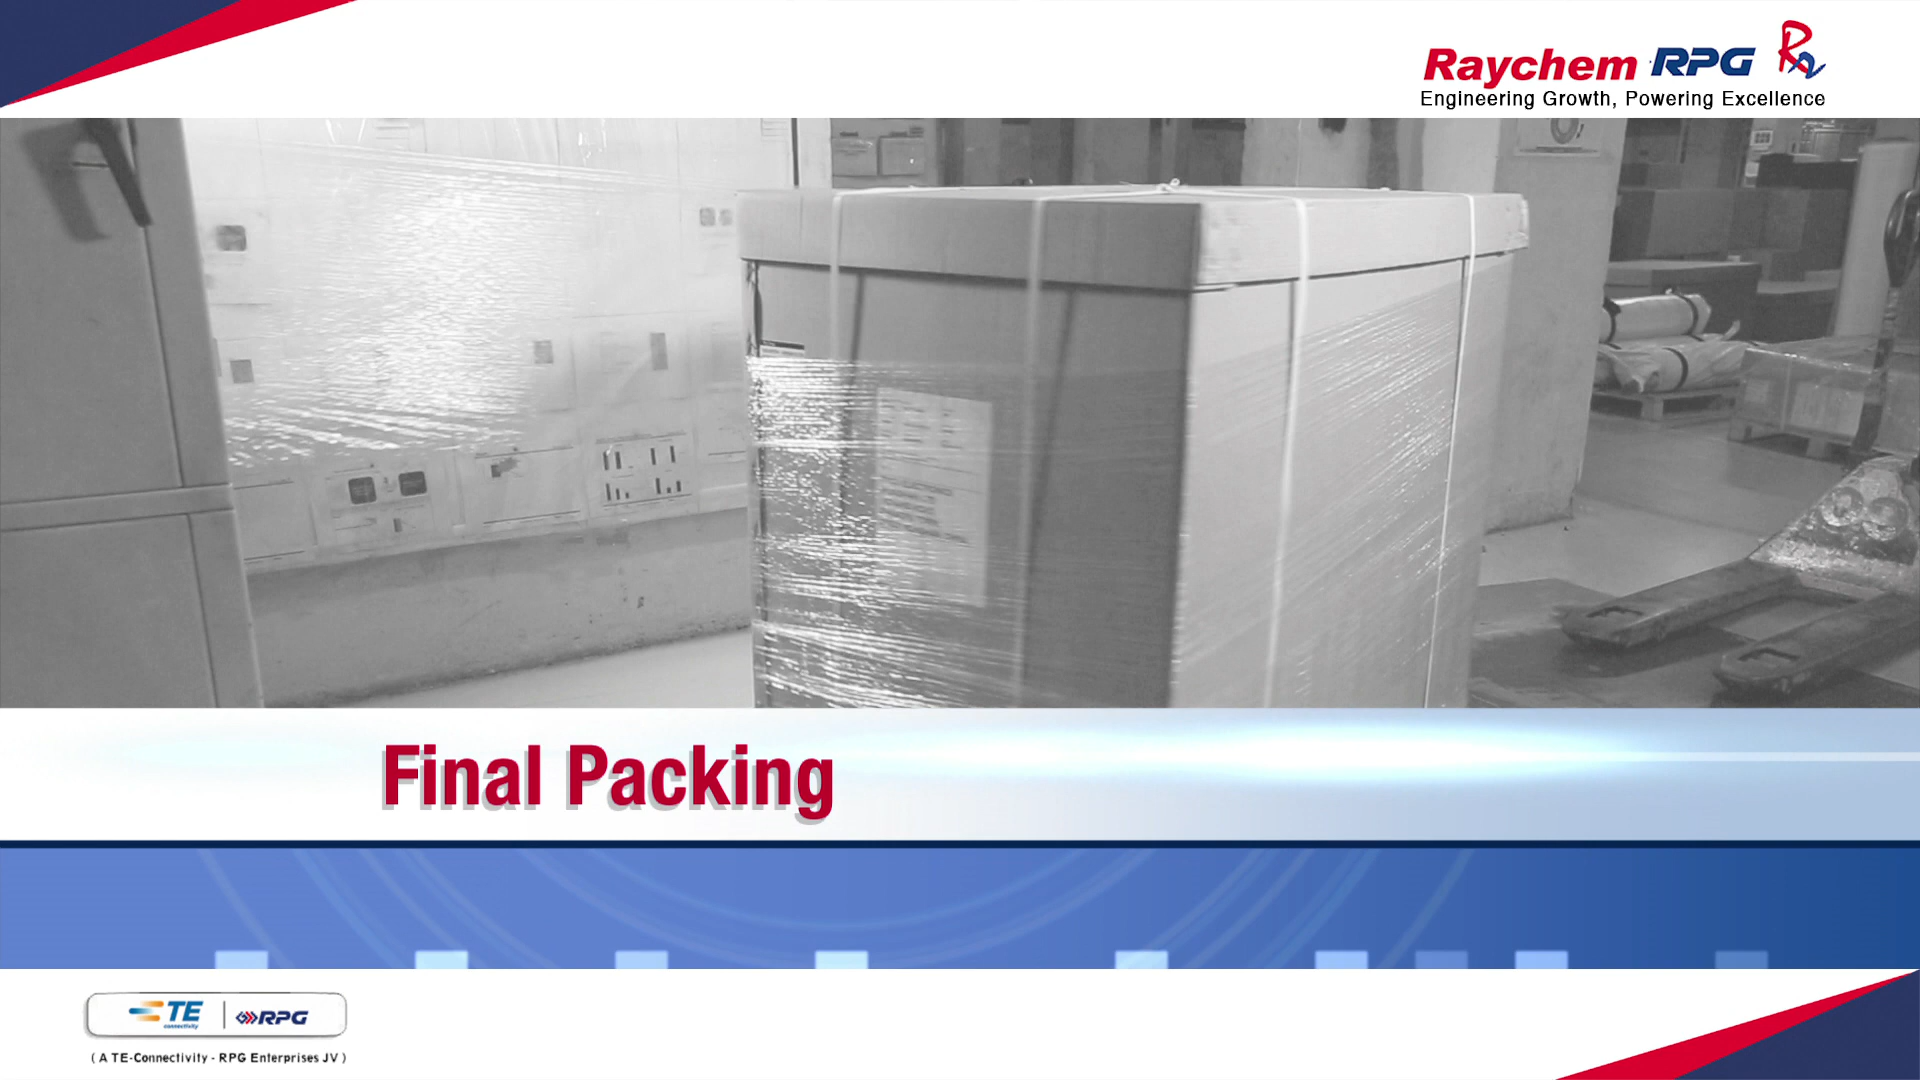 Raychem RPG
Engineering Growth, Powering Excellence
Final Packing
TE
connectivity
RPG
( A TE-Connectivity - RPG Enterprises JV )